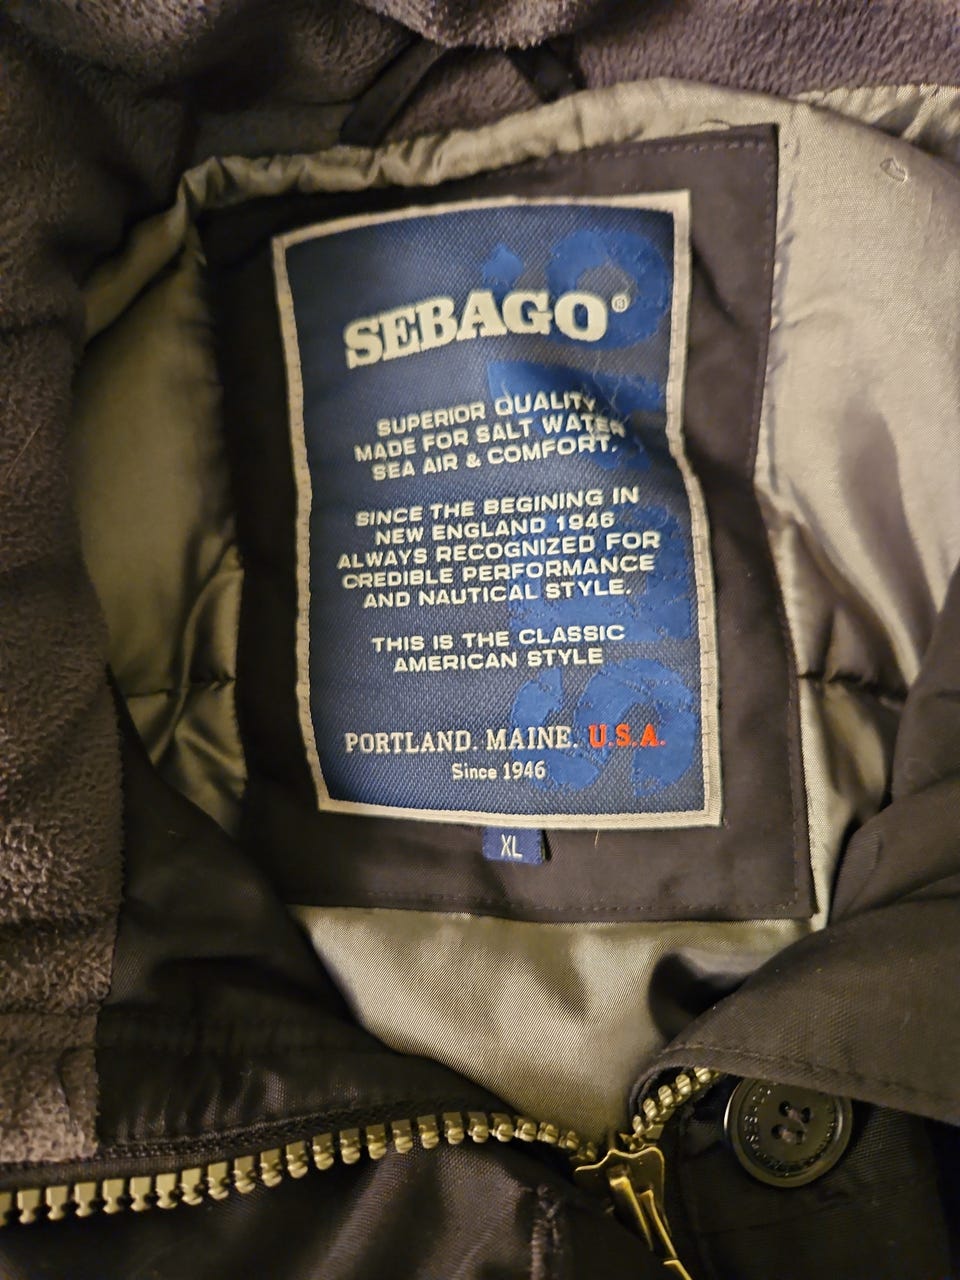 SEBAGO®
SUPERIOR QUALITY
MADE FOR SALT WATER
SEA AIR & COMFORT.
SINCE THE BEGINING IN
NEW ENGLAND 1946
ALWAYS RECOGNIZED FOR
CREDIBLE PERFORMANCE
AND NAUTICAL STYLE.
THIS IS THE CLASSIC
AMERICAN STYLE
PORTLAND. MAINE. U.S.A.
Since 1946
XL